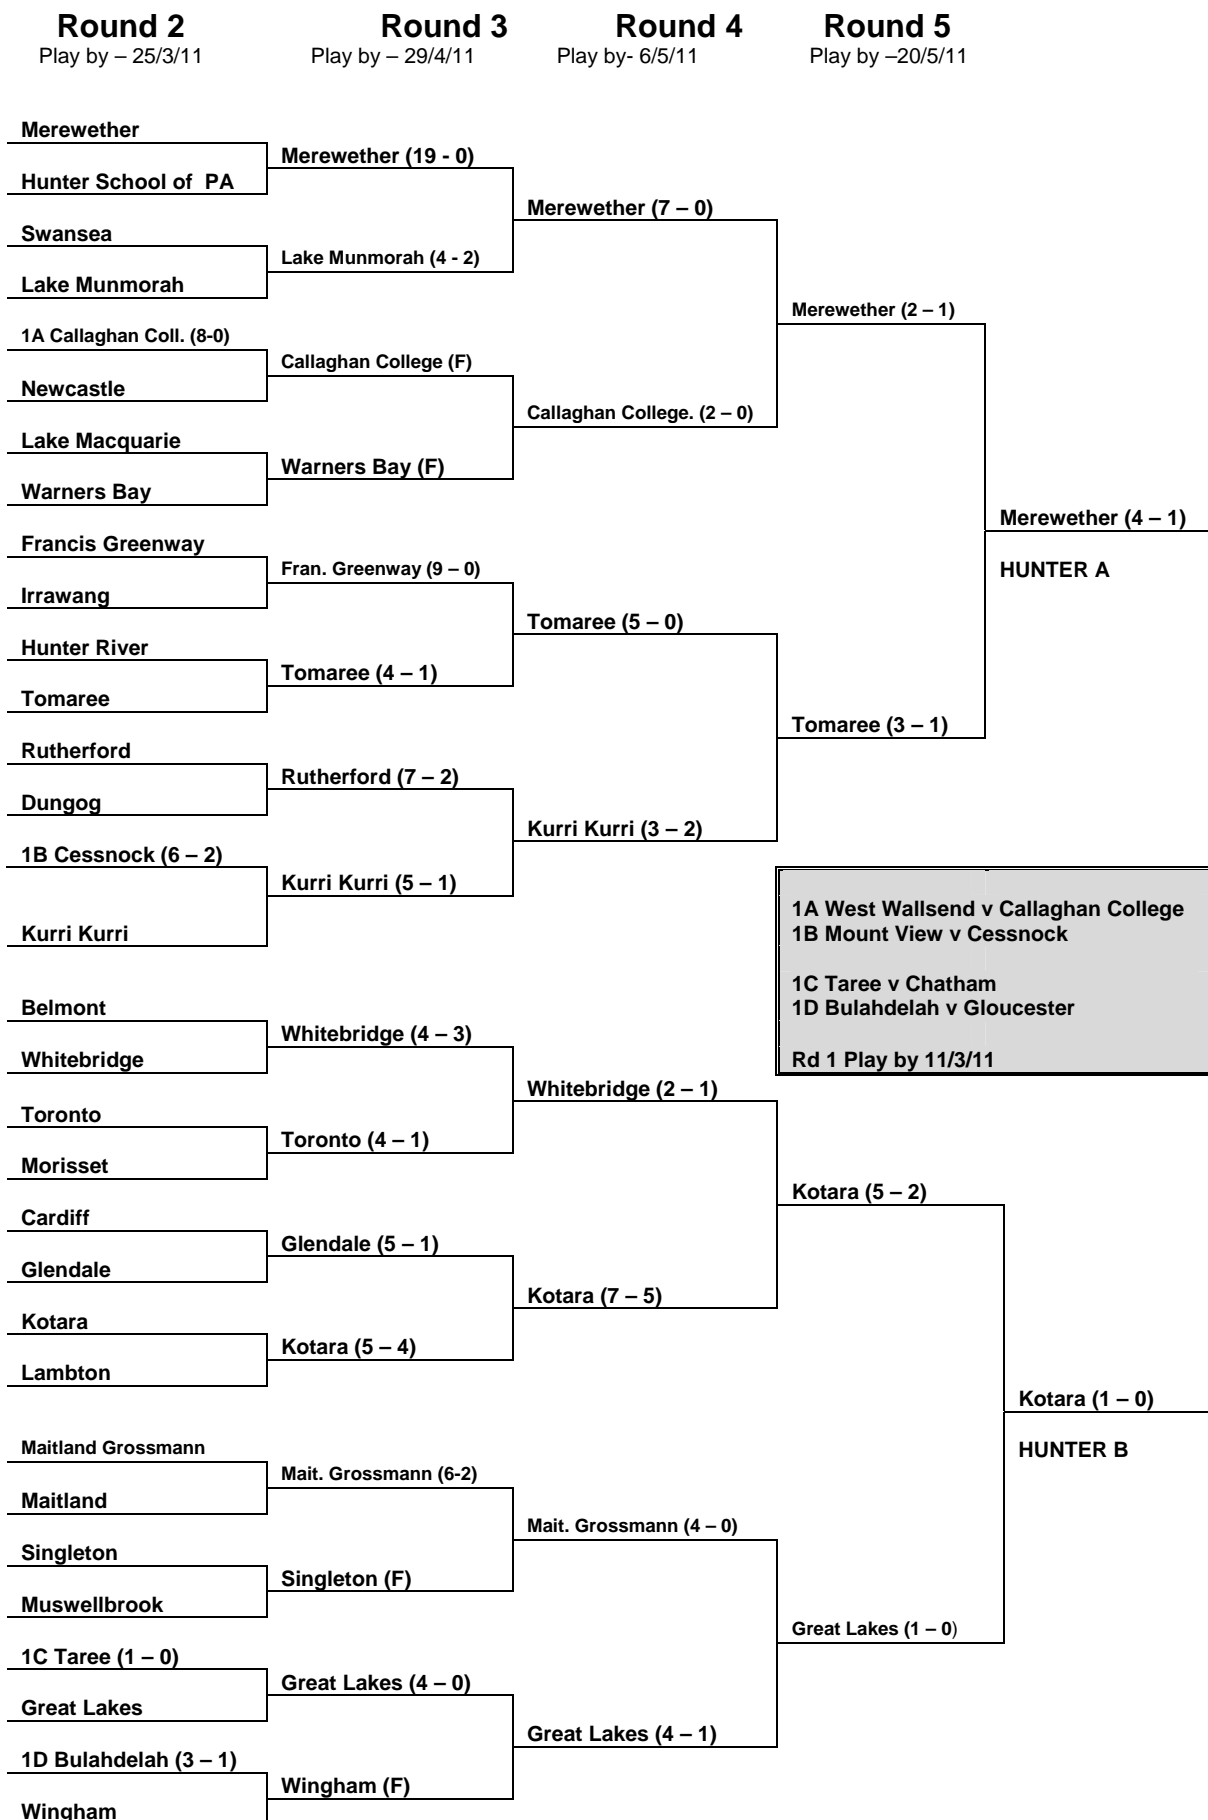 Round 2 Round 3 Round 4 Round 5
Play by – 25/3/11 Play by – 29/4/11 Play by- 6/5/11 Play by –20/5/11
Merewether
Merewether (19 - 0)
Hunter School of PA
Merewether (7 – 0)
Swansea
Lake Munmorah (4 - 2)
Lake Munmorah
Merewether (2 – 1)
1A Callaghan Coll. (8-0)
Callaghan College (F)
Newcastle
Callaghan College. (2 – 0)
Lake Macquarie
Warners Bay (F)
Warners Bay
Merewether (4 – 1)
Francis Greenway
Fran. Greenway (9 – 0)
HUNTER A
Irrawang
Tomaree (5 – 0)
Hunter River
Tomaree (4 – 1)
Tomaree
Tomaree (3 – 1)
Rutherford
Rutherford (7 – 2)
Dungog
Kurri Kurri (3 – 2)
1B Cessnock (6 – 2)
Kurri Kurri (5 – 1)
Kurri Kurri
1A West Wallsend v Callaghan College
1B Mount View v Cessnock
1C Taree v Chatham
1D Bulahdelah v Gloucester
Rd 1 Play by 11/3/11
Belmont
Whitebridge (4 – 3)
Whitebridge
Whitebridge (2 – 1)
Toronto
Toronto (4 – 1)
Morisset
Kotara (5 – 2)
Cardiff
Glendale (5 – 1)
Glendale
Kotara (7 – 5)
Kotara
Kotara (5 – 4)
Lambton
Kotara (1 – 0)
Maitland Grossmann
HUNTER B
Mait. Grossmann (6-2)
Maitland
Mait. Grossmann (4 – 0)
Singleton
Singleton (F)
Muswellbrook
Great Lakes (1 – 0)
1C Taree (1 – 0)
Great Lakes (4 – 0)
Great Lakes
Great Lakes (4 – 1)
1D Bulahdelah (3 – 1)
Wingham (F)
Wingham